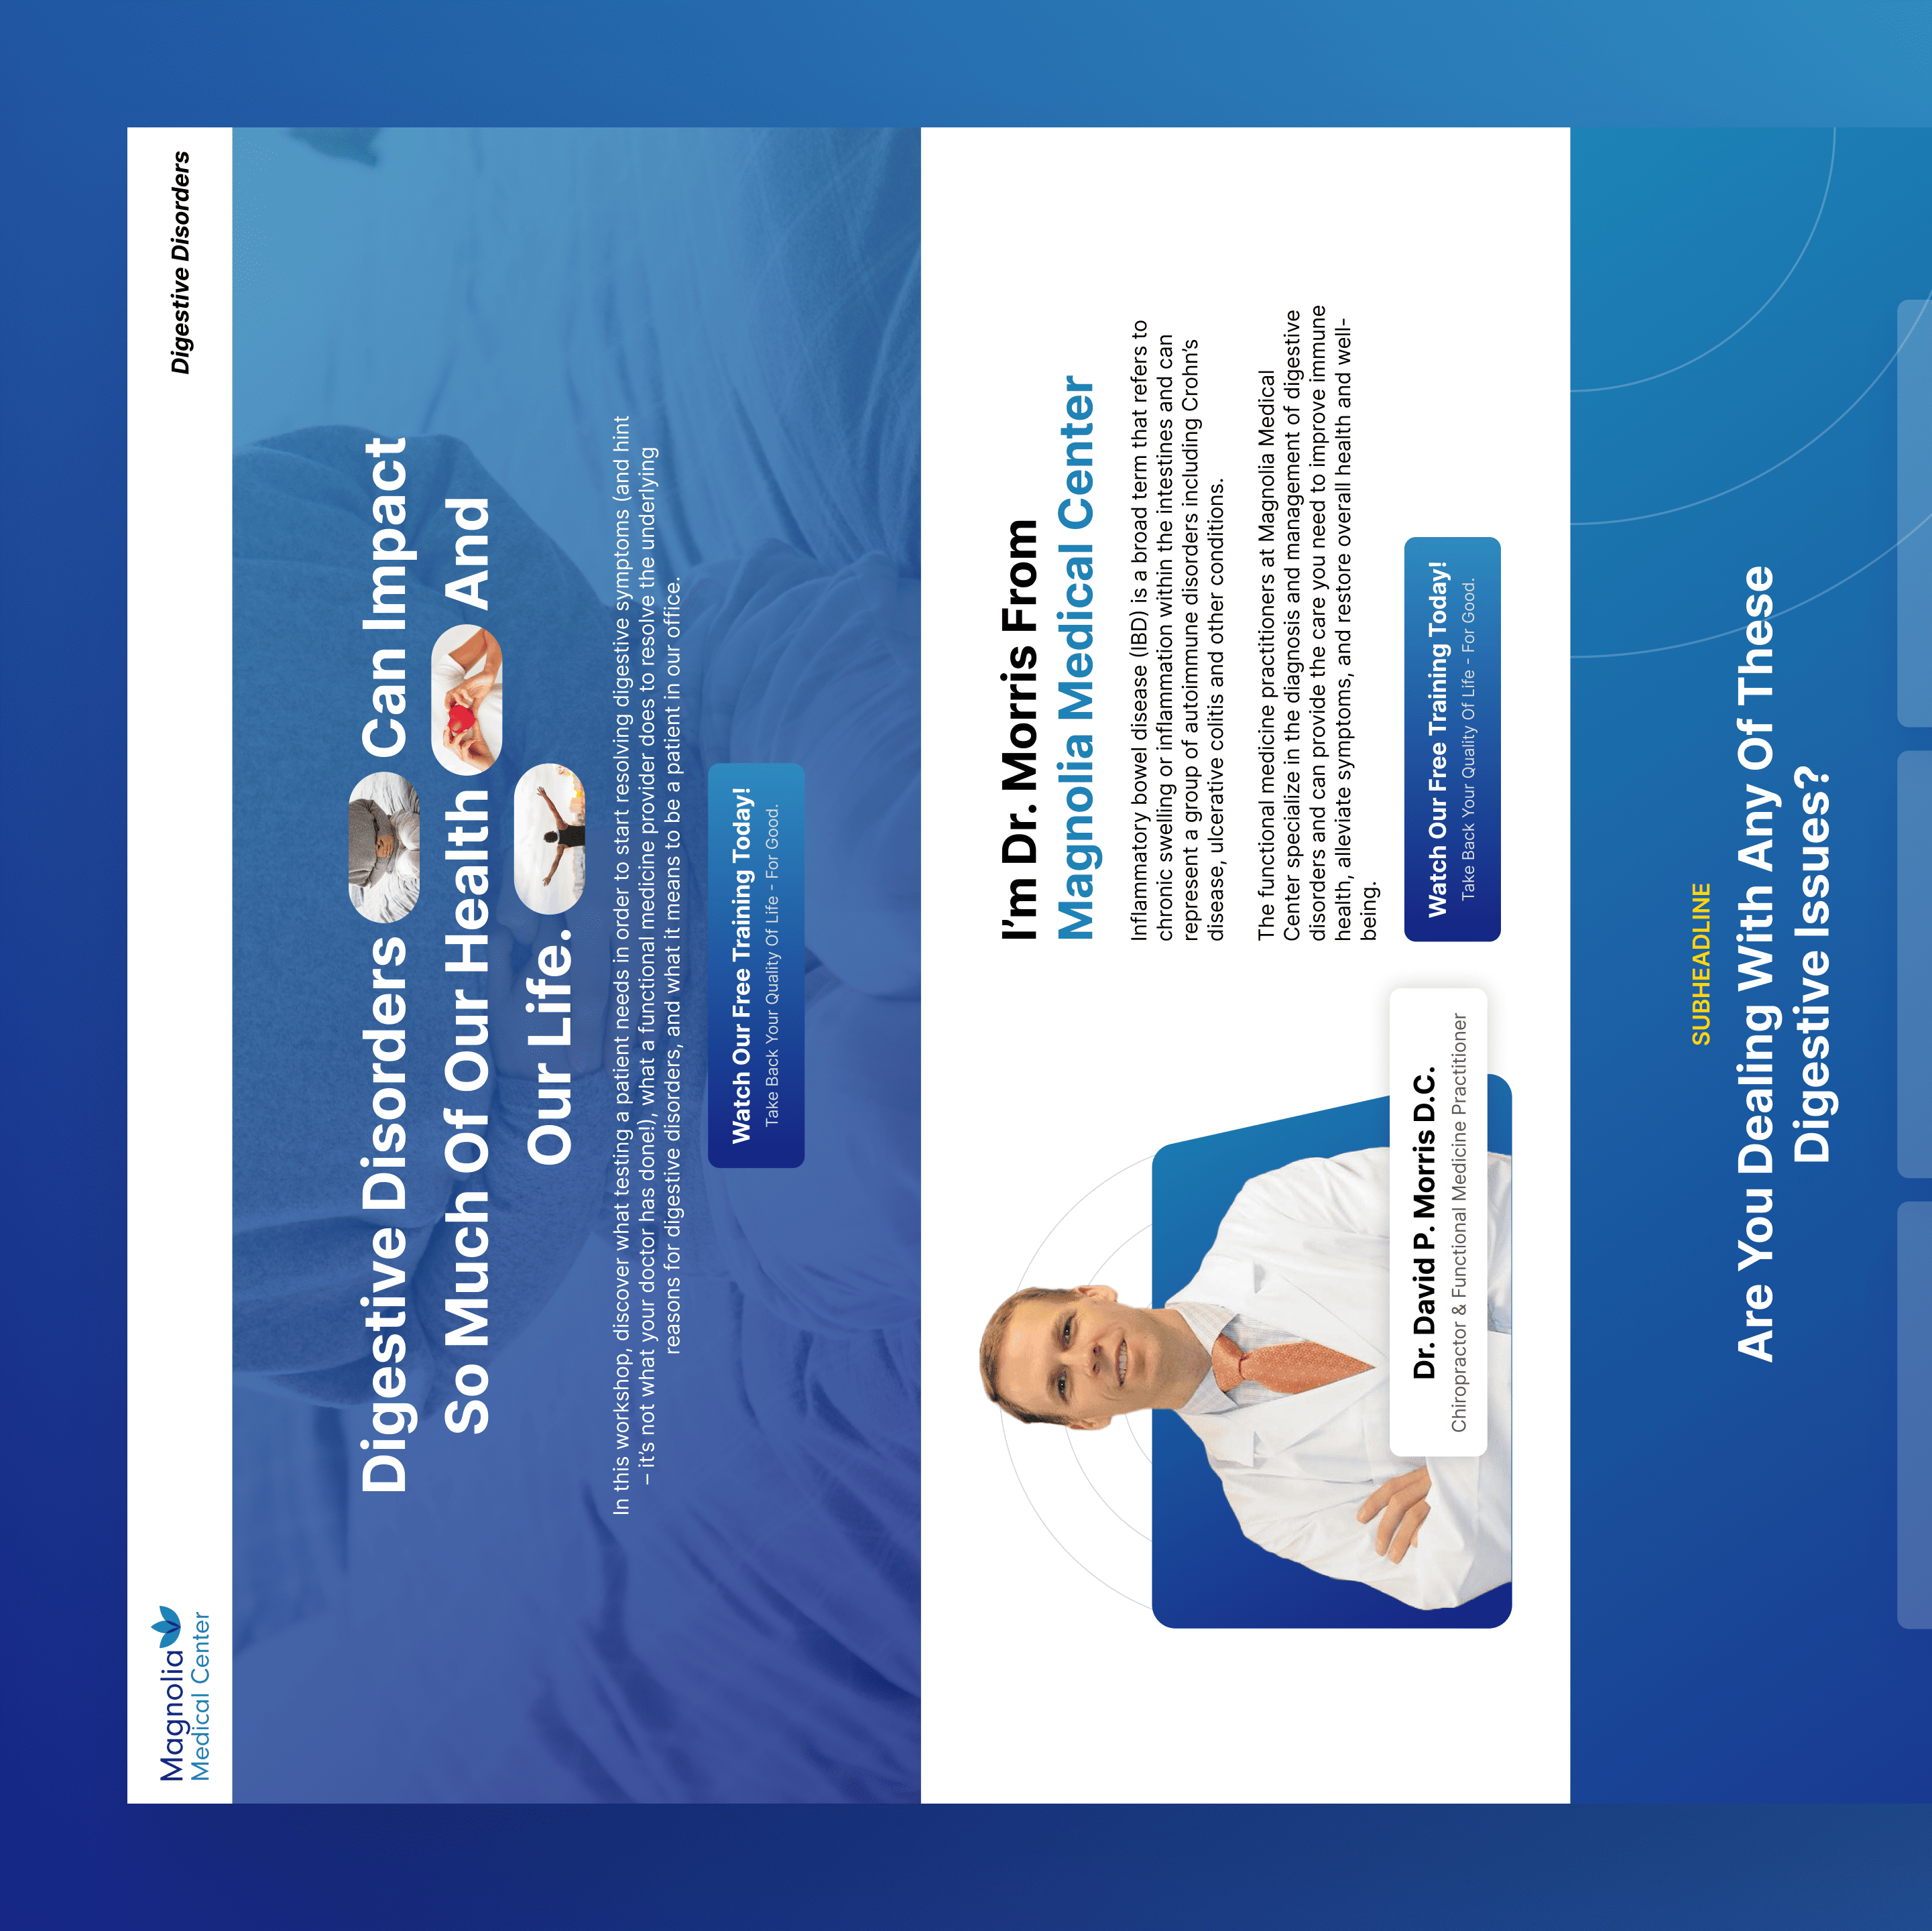 Magnolia
Medical Center
Digestive Disorders
Digestive Disorders Can Impact
So Much Of Our Health And
Our Life.
In this workshop, discover what testing a patient needs in order to start resolving digestive symptoms (and hint
– it’s not what your doctor has done!), what a functional medicine provider does to resolve the underlying
reasons for digestive disorders, and what it means to be a patient in our office.
Watch Our Free Training Today!
Take Back Your Quality Of Life - For Good.
Dr. David P. Morris D.C.
Chiropractor & Functional Medicine Practitioner
I’m Dr. Morris From
Magnolia Medical Center
Inflammatory bowel disease (IBD) is a broad term that refers to
chronic swelling or inflammation within the intestines and can
represent a group of autoimmune disorders including Crohn’s
disease, ulcerative colitis and other conditions.
The functional medicine practitioners at Magnolia Medical
Center specialize in the diagnosis and management of digestive
disorders and can provide the care you need to improve immune
health, alleviate symptoms, and restore overall health and well-
being.
Watch Our Free Training Today!
Take Back Your Quality Of Life - For Good.
SUBHEADLINE
Are You Dealing With Any Of These
Digestive Issues?